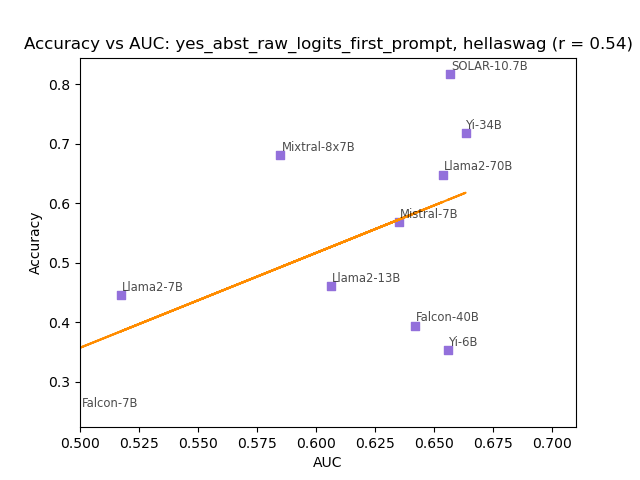 Accuracy vs AUC: yes_abst_raw_logits_first_prompt, hellaswag (r = 0.54)
SOLAR-10.7B
Yi-34B
Mixtral-8x7B
Llama2-70B
Mistral-7B
Llama2-13B
Llama2-7B
Falcon-40B
Yi-6B
Falcon-7B
Accuracy
0.8
0.7
0.6
0.5
0.4
0.3
0.500 0.525 0.550 0.575 0.600 0.625 0.650 0.675 0.700
AUC